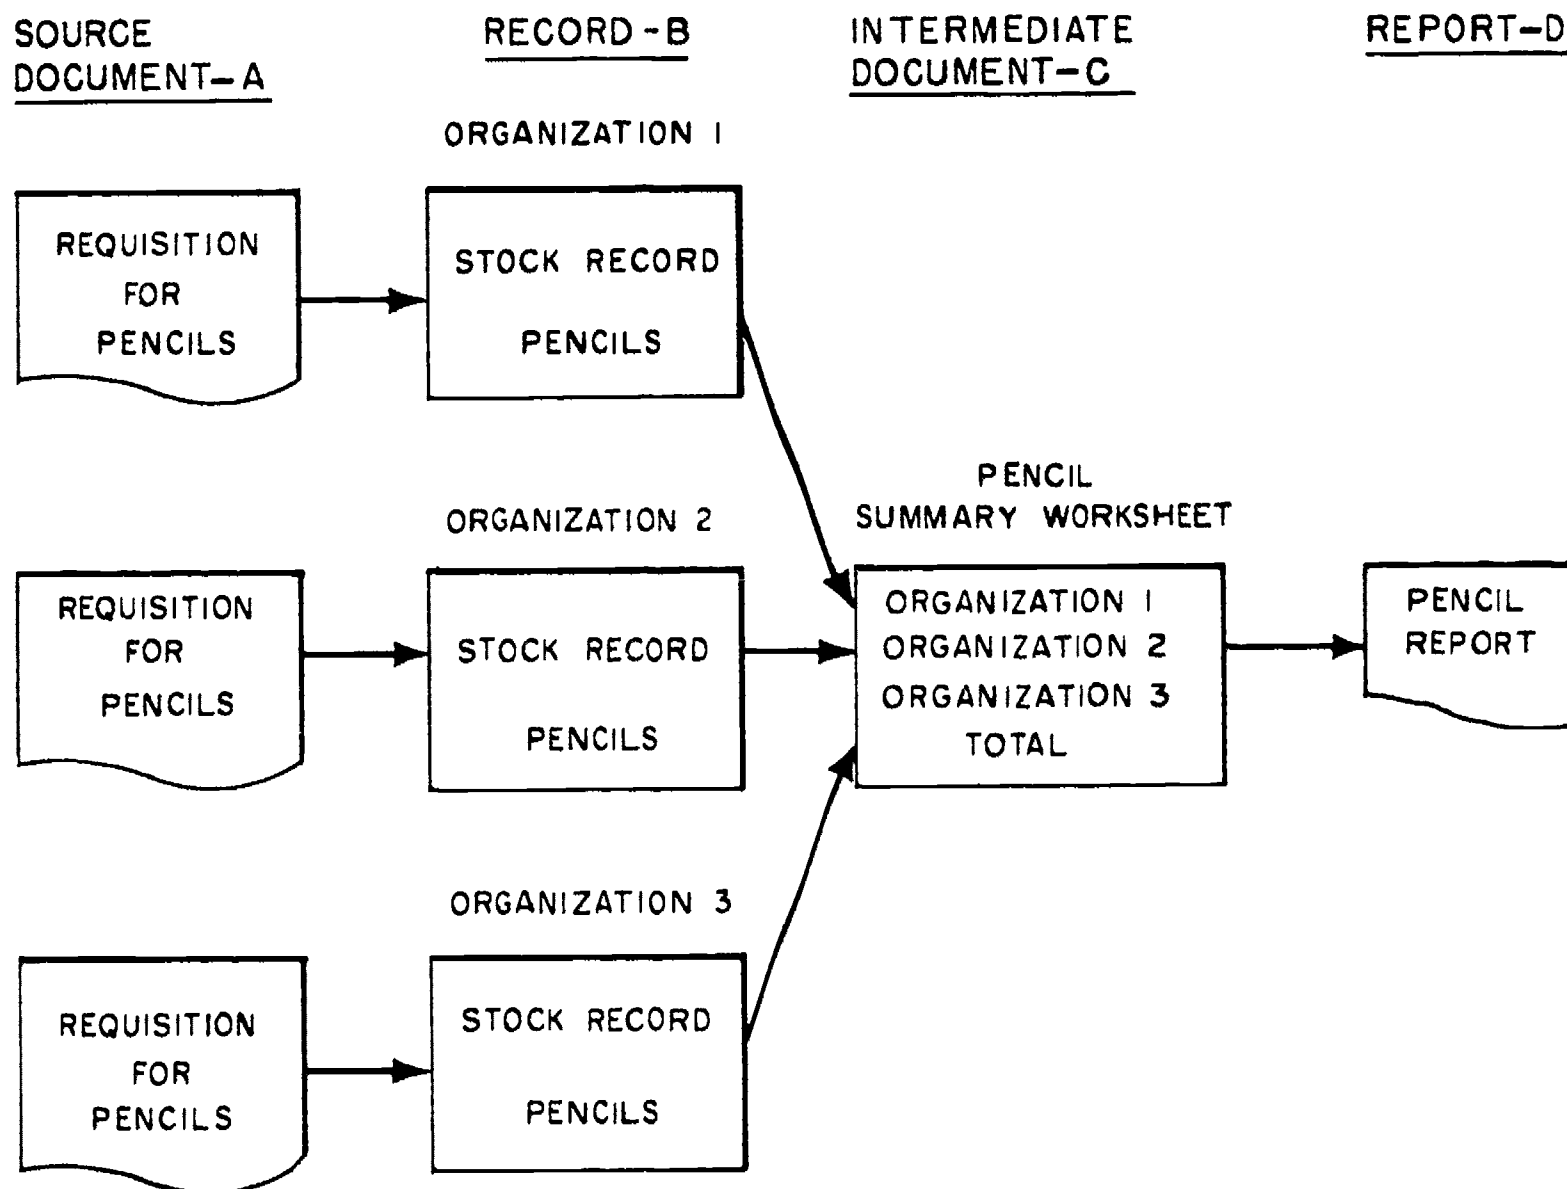 SOURCE
DOCUMENT-A
RECORD-B
INTERMEDIATE
DOCUMENT-C
REPORT-D
ORGANIZATION 1
REQUISITION
FOR
PENCILS
STOCK RECORD
PENCILS
ORGANIZATION 2
REQUISITION
FOR
PENCILS
STOCK RECORD
PENCILS
PENCIL
SUMMARY WORKSHEET
ORGANIZATION 1
ORGANIZATION 2
ORGANIZATION 3
TOTAL
PENCIL
REPORT
ORGANIZATION 3
REQUISITION
FOR
PENCILS
STOCK RECORD
PENCILS